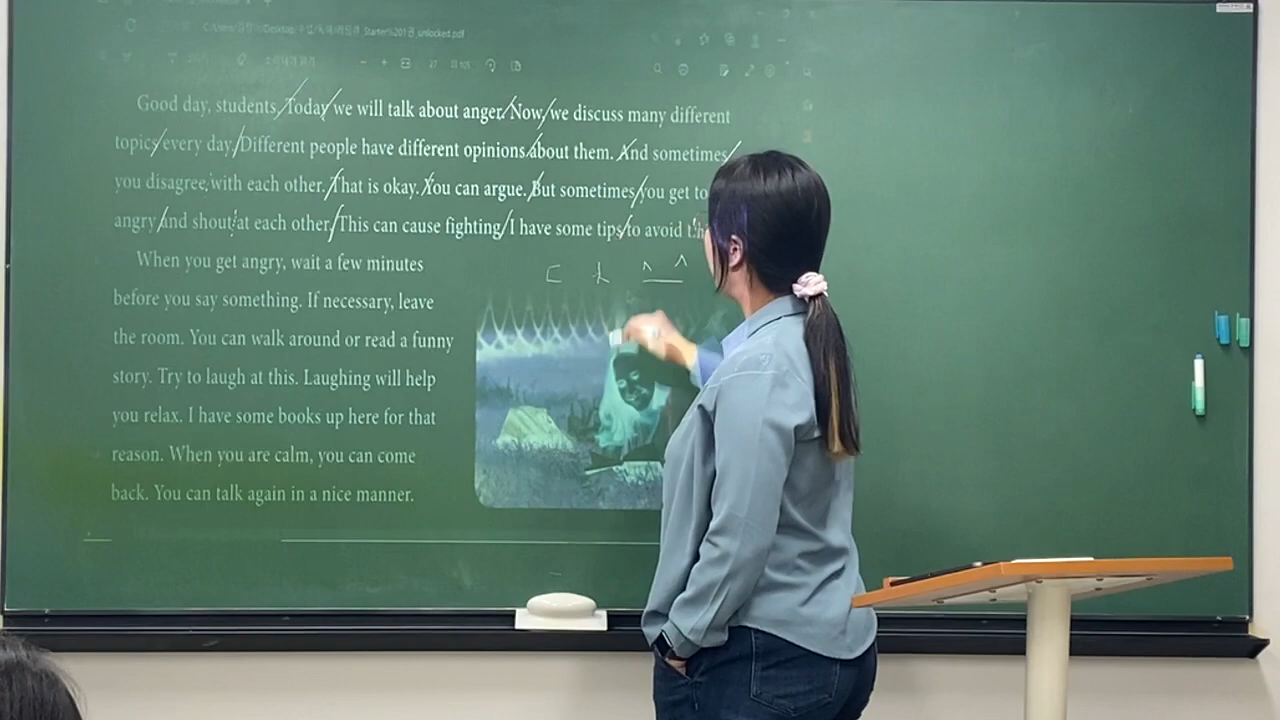 Good day, students. Today we will talk about anger. Now, we discuss many different
topics every day. Different people have different opinions about them. And sometimes
you disagree with each other. That is okay. You can argue. But sometimes you get to
angry and shout at each other. This can cause fighting. I have some tips to avoid
When you get angry, wait a few minutes
before you say something. If necessary, leave
the room. You can walk around or read a funny
story. Try to laugh at this. Laughing will help
you relax. I have some books up here for that
reason. When you are calm, you can come
back. You can talk again in a nice manner.